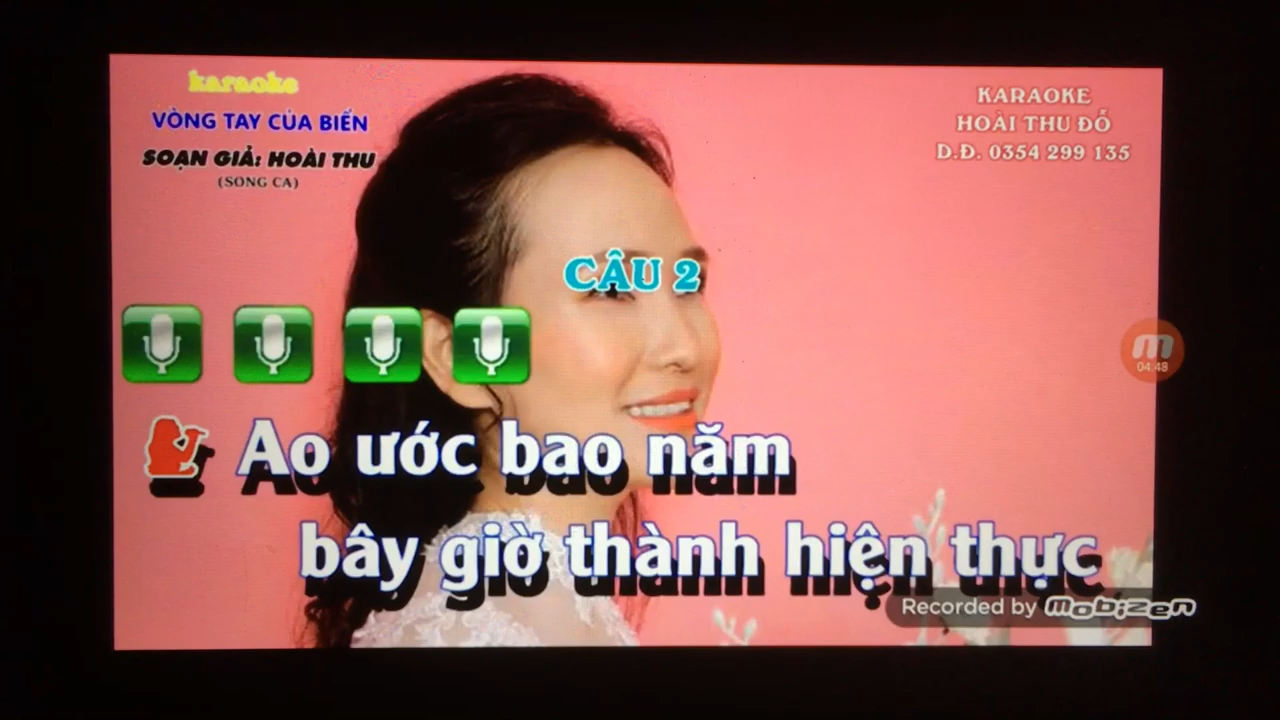 karaoke
VÒNG TAY CỦA BIỂN
SOẠN GIẢ: HOÀI THU
(SONG CA)
KARAOKE
HOÀI THU ĐỖ
D.Đ. 0354 299 135
CÂU 2
04:48
Ao ước bao năm
bây giờ thành hiện thực
Recorded by mobizen